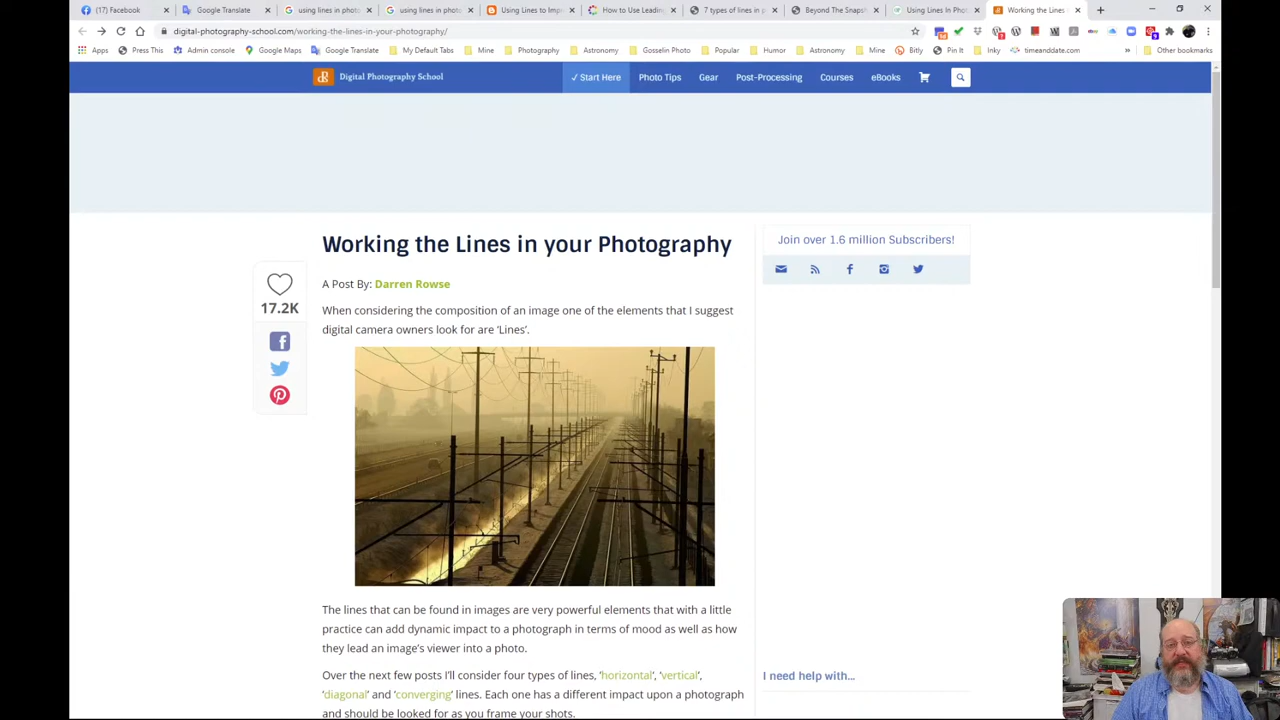 (17) Facebook
Google Translate
using lines in photo
using lines in photo
Using Lines to Imp
How to Use Leading
7 types of lines in p
Beyond The Snapsh
Using Lines In Phot
Working the Lines
digital-photography-school.com/working-the-lines-in-your-photography/
Apps
Press This
Admin console
Google Maps
Google Translate
My Default Tabs
Mine
Photography
Astronomy
Gosselin Photo
Popular
Humor
Astronomy
Mine
Bitly
Pin It
Inky
timeanddate.com
»
Other bookmarks
Digital Photography School
✓ Start Here
Photo Tips
Gear
Post-Processing
Courses
eBooks
Working the Lines in your Photography
Join over 1.6 million Subscribers!
17.2K
A Post By: Darren Rowse
When considering the composition of an image one of the elements that I suggest
digital camera owners look for are ‘Lines’.
The lines that can be found in images are very powerful elements that with a little
practice can add dynamic impact to a photograph in terms of mood as well as how
they lead an image’s viewer into a photo.
Over the next few posts I’ll consider four types of lines, ‘horizontal’, ‘vertical’,
‘diagonal’ and ‘converging’ lines. Each one has a different impact upon a photograph
and should be looked for as you frame your shots.
I need help with...